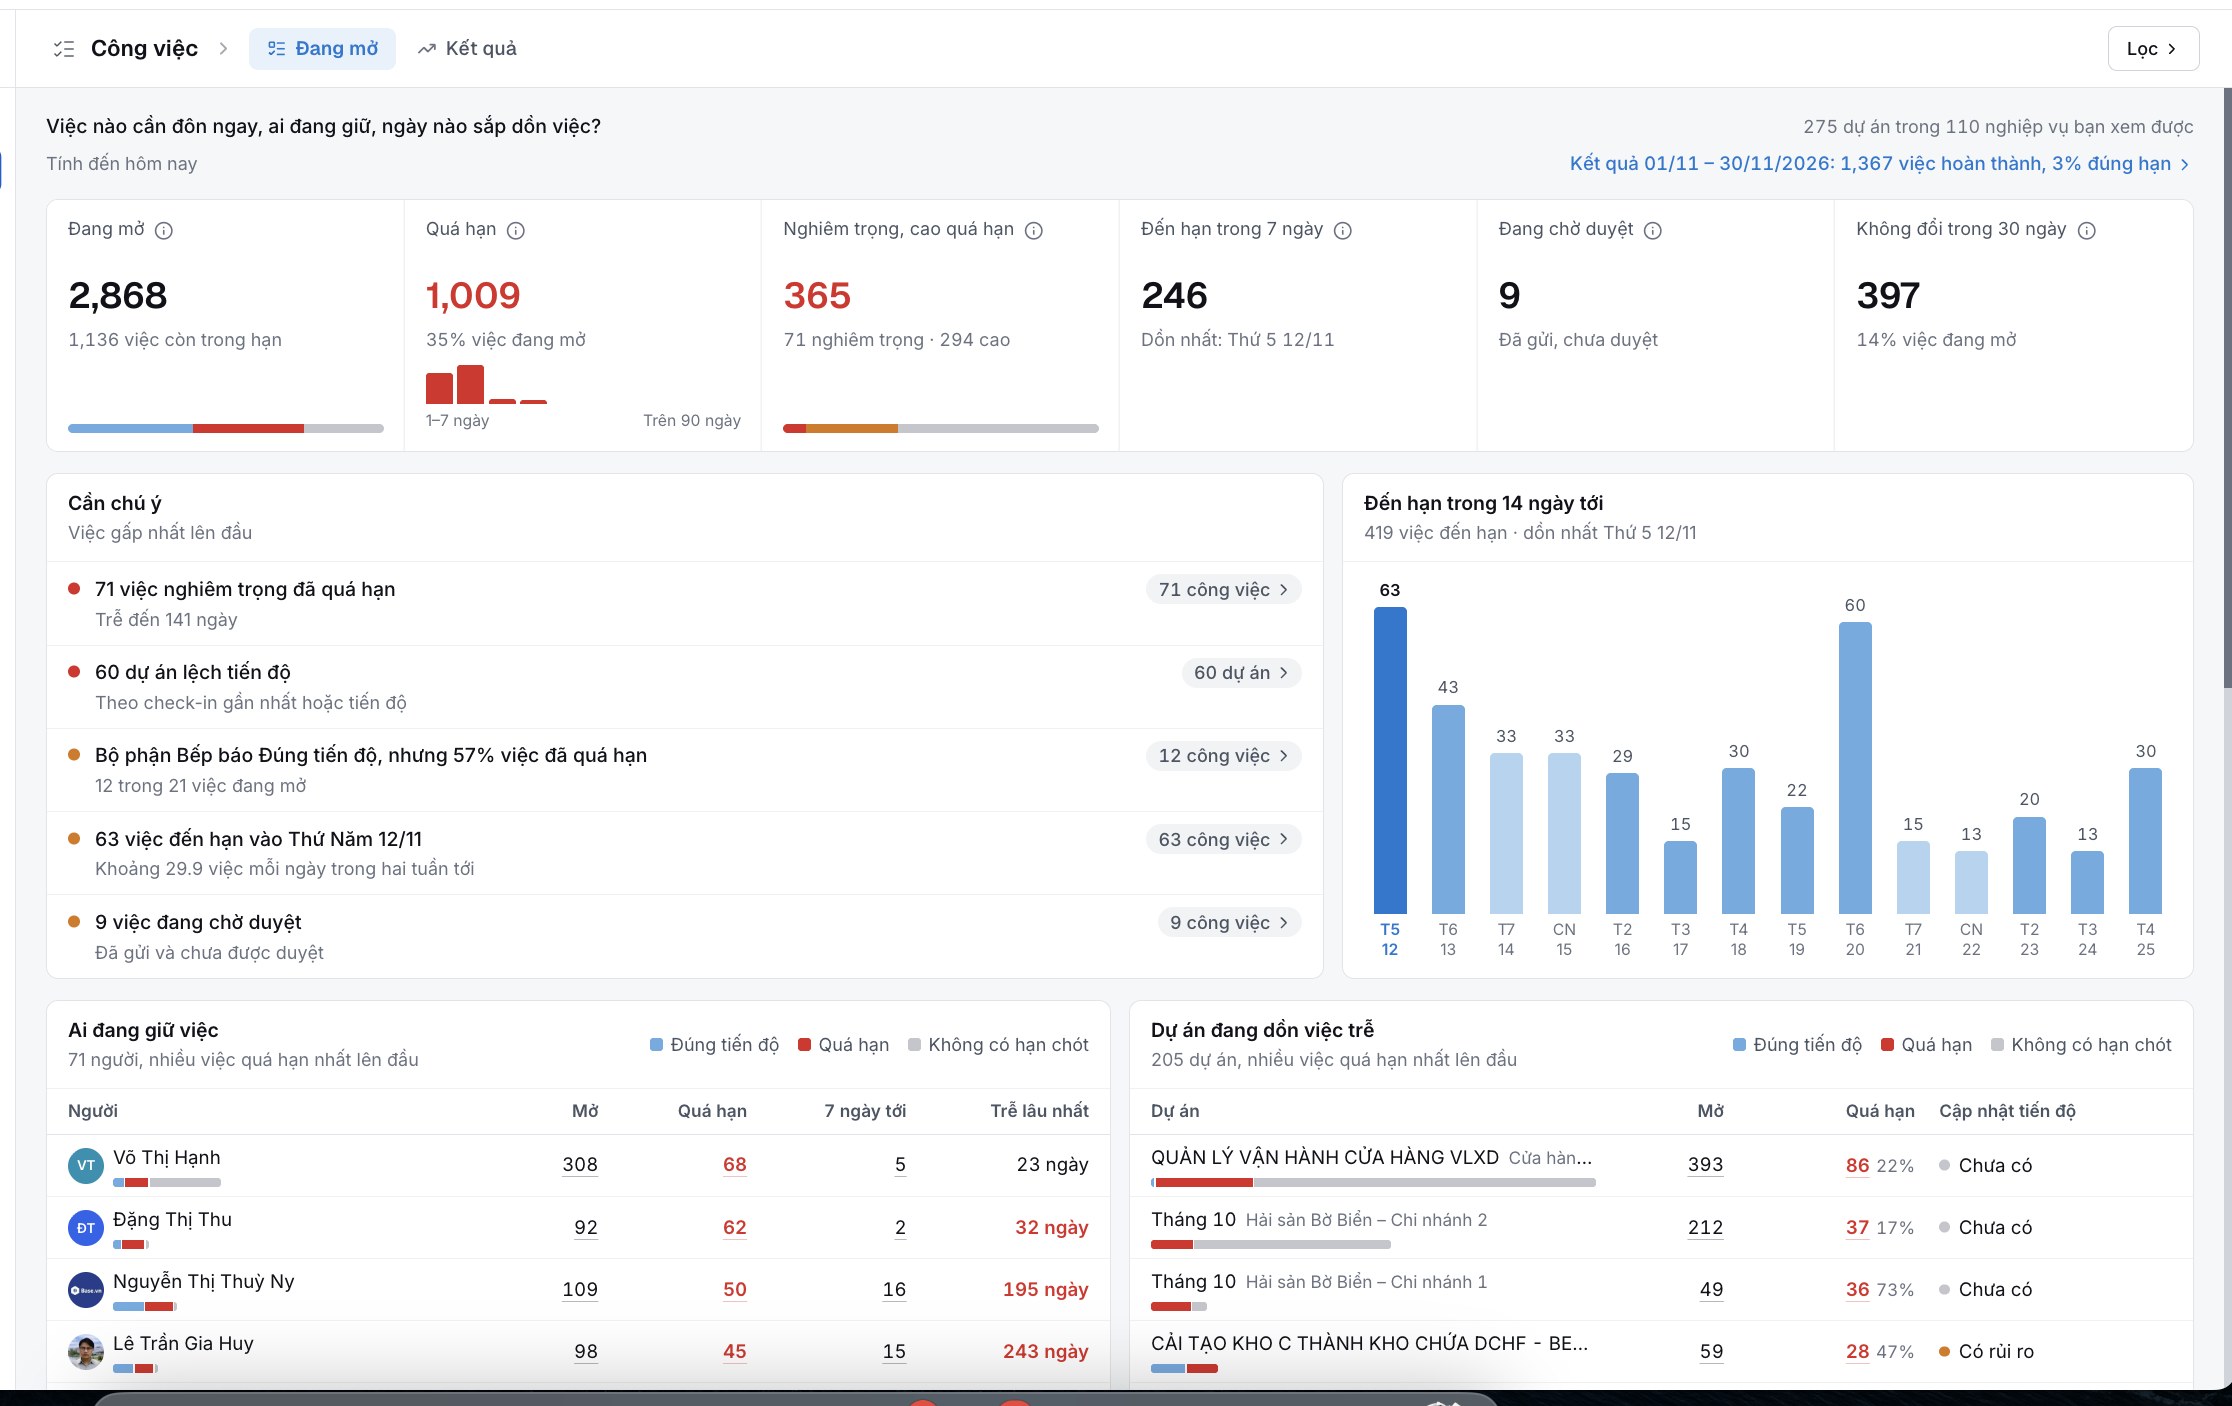 Công việc
Đang mở
Kết quả
Lọc
Việc nào cần đôn ngay, ai đang giữ, ngày nào sắp dồn việc?
275 dự án trong 110 nghiệp vụ bạn xem được
Tính đến hôm nay
Kết quả 01/11 – 30/11/2026: 1,367 việc hoàn thành, 3% đúng hạn
Đang mở
2,868
1,136 việc còn trong hạn
Quá hạn
1,009
35% việc đang mở
1–7 ngày Trên 90 ngày
Nghiêm trọng, cao quá hạn
365
71 nghiêm trọng · 294 cao
Đến hạn trong 7 ngày
246
Dồn nhất: Thứ 5 12/11
Đang chờ duyệt
9
Đã gửi, chưa duyệt
Không đổi trong 30 ngày
397
14% việc đang mở
Cần chú ý
Việc gấp nhất lên đầu
71 việc nghiêm trọng đã quá hạn
Trễ đến 141 ngày
71 công việc
60 dự án lệch tiến độ
Theo check-in gần nhất hoặc tiến độ
60 dự án
Bộ phận Bếp báo Đúng tiến độ, nhưng 57% việc đã quá hạn
12 trong 21 việc đang mở
12 công việc
63 việc đến hạn vào Thứ Năm 12/11
Khoảng 29.9 việc mỗi ngày trong hai tuần tới
63 công việc
9 việc đang chờ duyệt
Đã gửi và chưa được duyệt
9 công việc
Đến hạn trong 14 ngày tới
419 việc đến hạn · dồn nhất Thứ 5 12/11
63 43 33 33 29 15 30 22 60 15 13 20 13 30
T5 T6 T7 CN T2 T3 T4 T5 T6 T7 CN T2 T3 T4
12 13 14 15 16 17 18 19 20 21 22 23 24 25
Ai đang giữ việc
71 người, nhiều việc quá hạn nhất lên đầu
Đúng tiến độ Quá hạn Không có hạn chót
Người Mở Quá hạn 7 ngày tới Trễ lâu nhất
VT Võ Thị Hạnh 308 68 5 23 ngày
ĐT Đặng Thị Thu 92 62 2 32 ngày
Nguyễn Thị Thuỳ Ny 109 50 16 195 ngày
Lê Trần Gia Huy 98 45 15 243 ngày
Dự án đang dồn việc trễ
205 dự án, nhiều việc quá hạn nhất lên đầu
Đúng tiến độ Quá hạn Không có hạn chót
Dự án Mở Quá hạn Cập nhật tiến độ
QUẢN LÝ VẬN HÀNH CỬA HÀNG VLXD Cửa hàn... 393 86 22% Chưa có
Tháng 10 Hải sản Bờ Biển – Chi nhánh 2 212 37 17% Chưa có
Tháng 10 Hải sản Bờ Biển – Chi nhánh 1 49 36 73% Chưa có
CẢI TẠO KHO C THÀNH KHO CHỨA DCHF - BE... 59 28 47% Có rủi ro